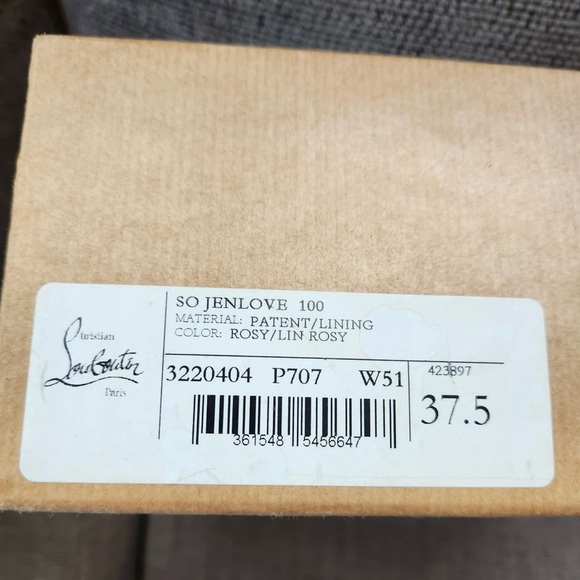 Christian
Louboutin
Paris
SO JENLOVE 100
MATERIAL: PATENT/LINING
COLOR: ROSY/LIN ROSY
3220404 P707 W51
423897
37.5
361548 5456647